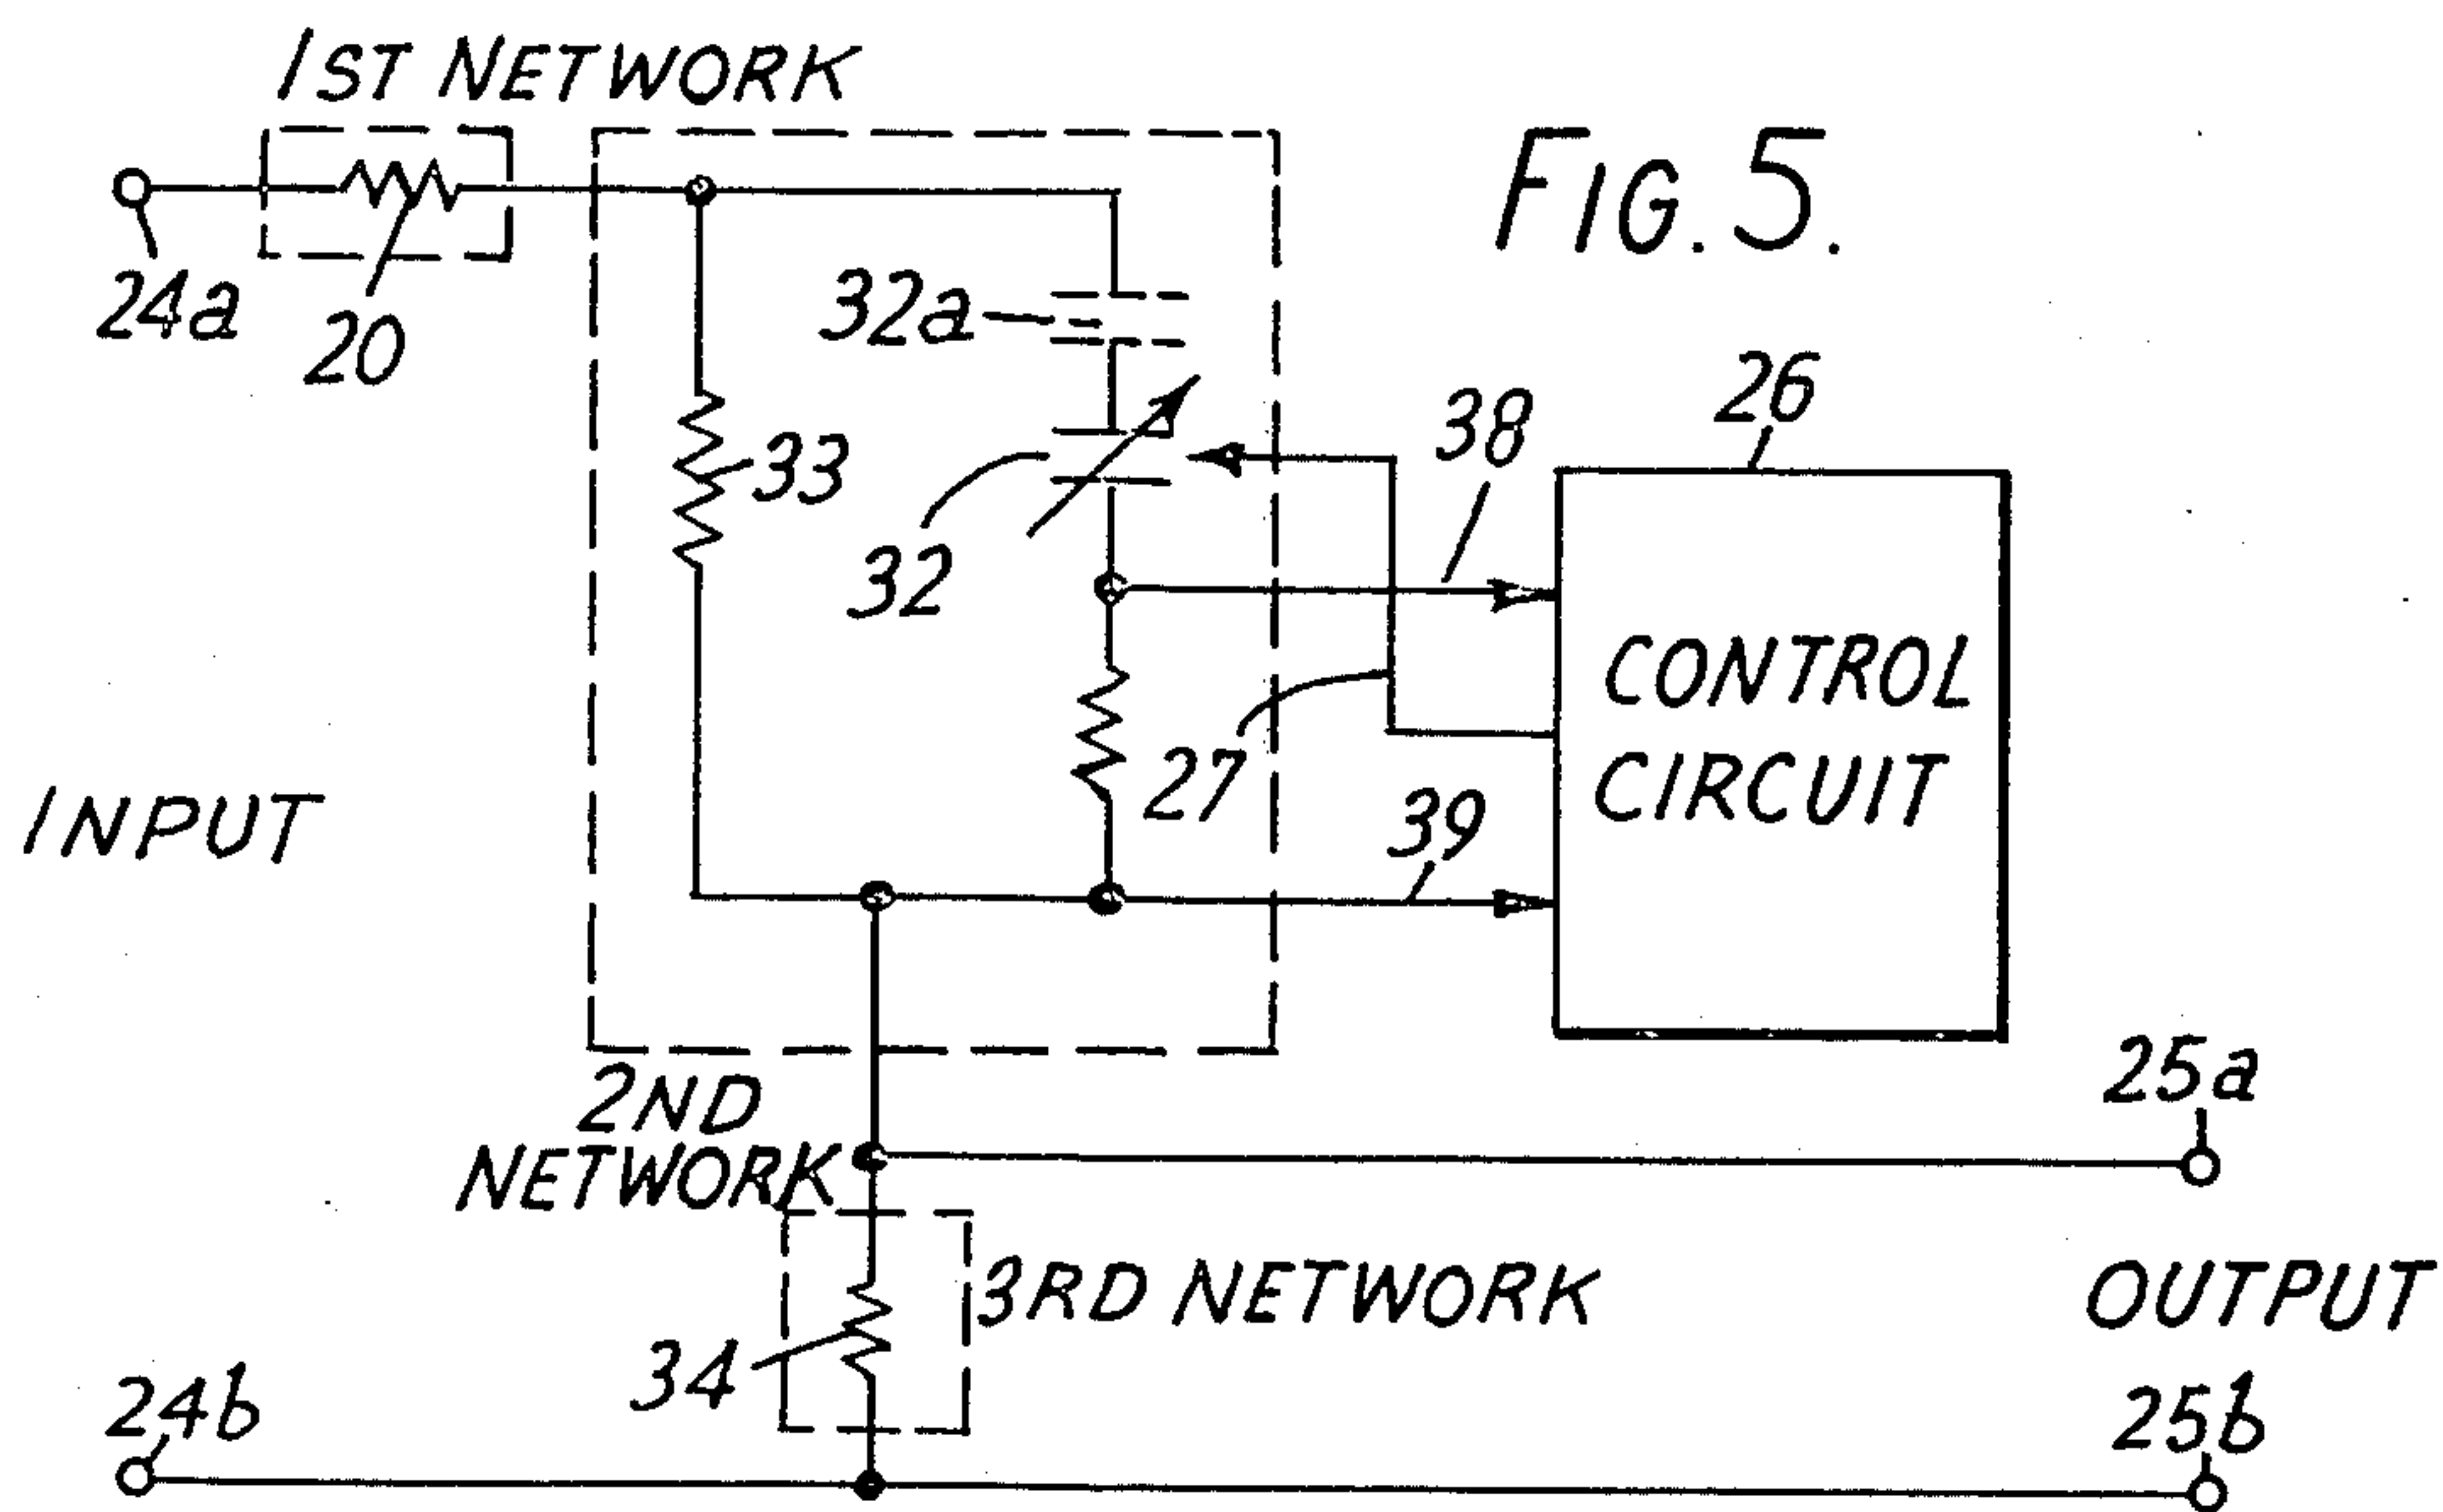 1ST NETWORK
FIG. 5.
24a
20
32a
33
32
38
26
CONTROL
CIRCUIT
27
39
INPUT
2ND
NETWORK
25a
3RD NETWORK
34
OUTPUT
24b
25b